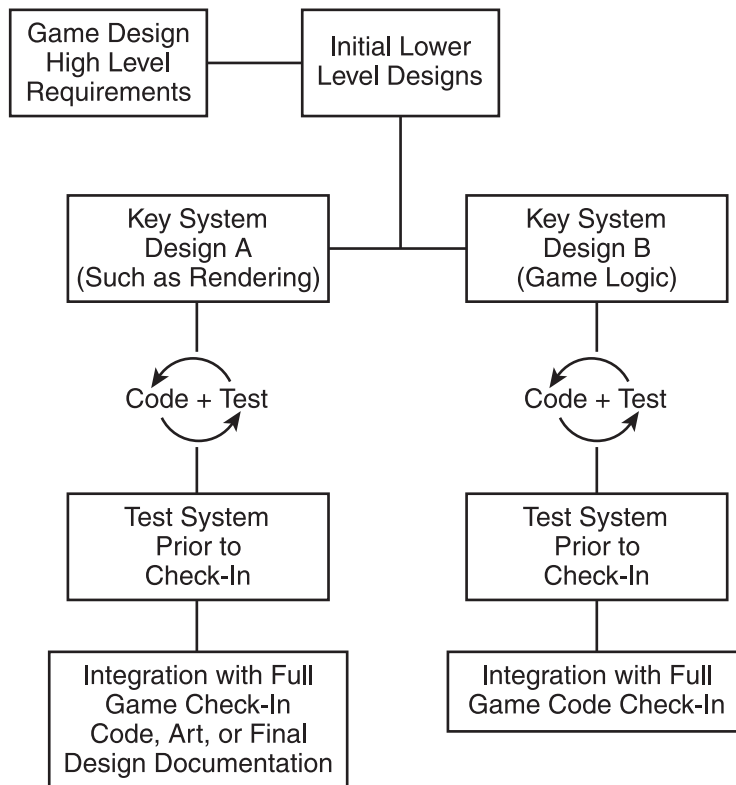 Game Design
High Level
Requirements
Initial Lower
Level Designs
Key System
Design A
(Such as Rendering)
Key System
Design B
(Game Logic)
Code + Test
Code + Test
Test System
Prior to
Check-In
Test System
Prior to
Check-In
Integration with Full
Game Check-In
Code, Art, or Final
Design Documentation
Integration with Full
Game Code Check-In